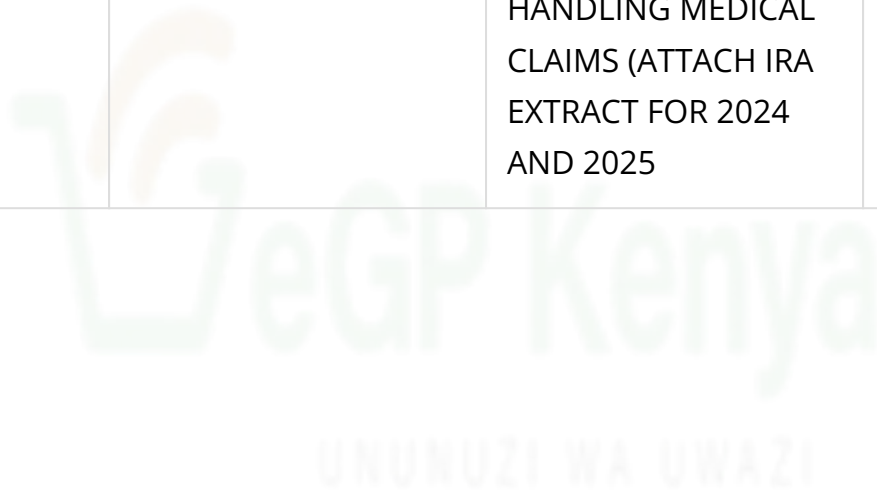 HANDLING MEDICAL
CLAIMS (ATTACH IRA
EXTRACT FOR 2024
AND 2025
eGP Kenya
UNUNUZI WA UWAZI